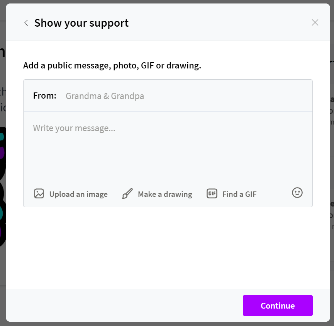 Show your support
Add a public message, photo, GIF or drawing.
From: Grandma & Grandpa
Write your message...
Upload an image Make a drawing GIF Find a GIF
Continue